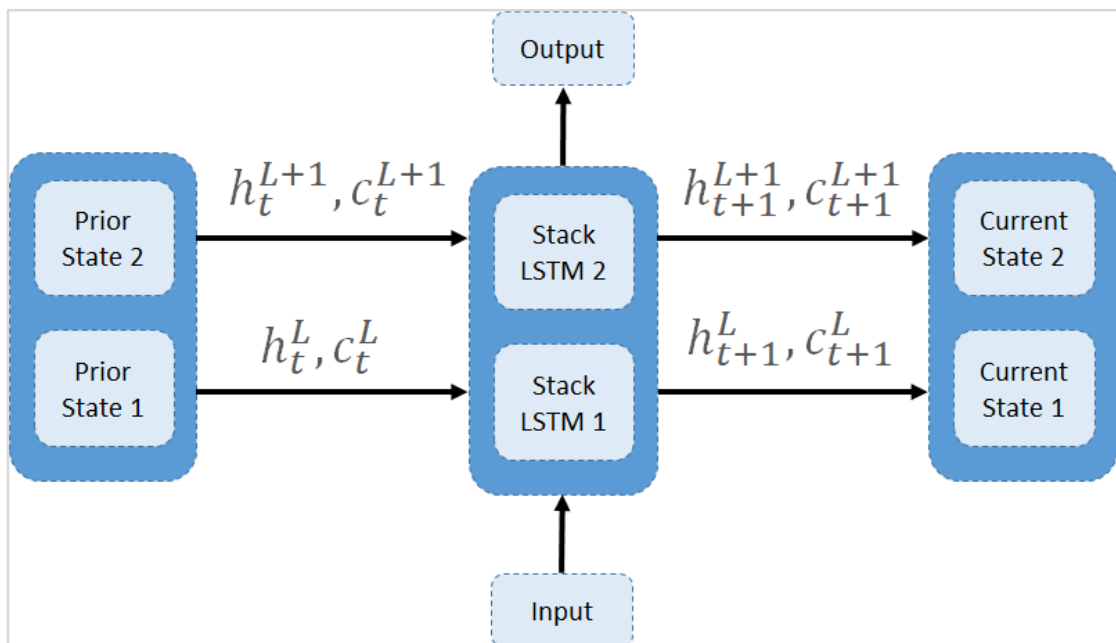 Output
h_t^{L+1}, c_t^{L+1}
h_{t+1}^{L+1}, c_{t+1}^{L+1}
Prior
State 2
Stack
LSTM 2
Current
State 2
h_t^L, c_t^L
h_{t+1}^L, c_{t+1}^L
Prior
State 1
Stack
LSTM 1
Current
State 1
Input